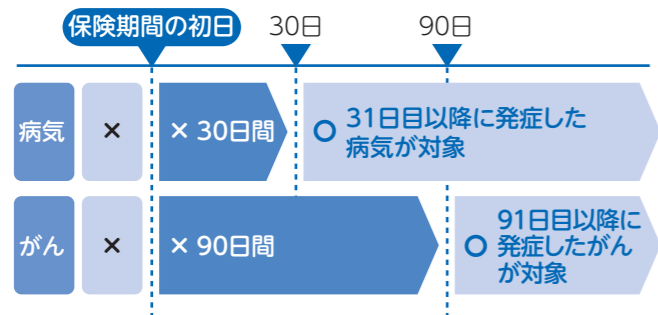 保険期間の初日 30日 90日
病気 × × 30日間 ○ 31日目以降に発症した
病気が対象
がん × × 90日間 ○ 91日目以降に
発症したがん
が対象